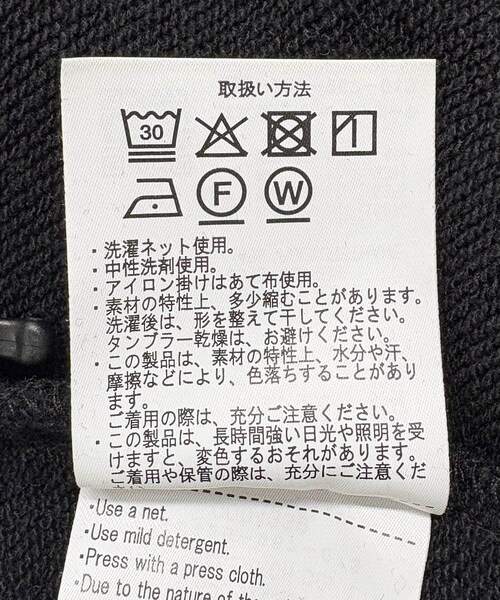 取扱い方法
30
F W
・洗濯ネット使用。
・中性洗剤使用。
・アイロン掛けはあて布使用。
・素材の特性上、多少縮むことがあります。
洗濯後は、形を整えて干してください。
タンブラー乾燥は、お避けください。
・この製品は、素材の特性上、水分や汗、
摩擦などにより、色落ちすることがあり
ます。
ご着用の際は、充分ご注意ください。
・この製品は、長時間強い日光や照明を受
けますと、変色するおそれがあります。
ご着用や保管の際は、充分にご注意くだ
・Use a net.
・Use mild detergent.
・Press with a press cloth.
・Due to the nature of the